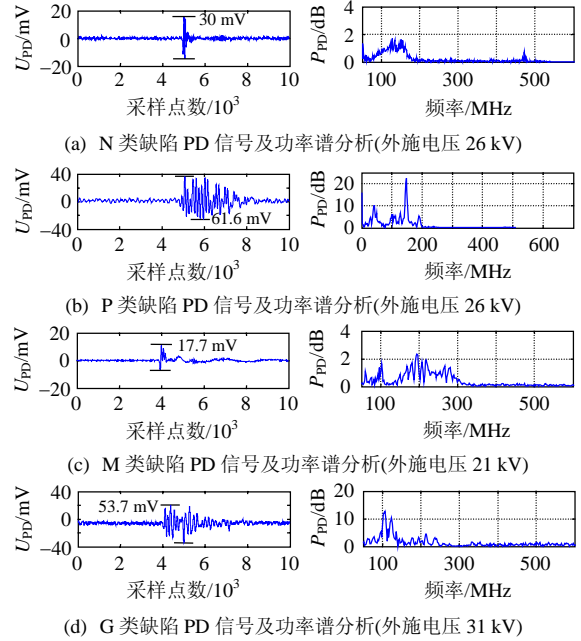 U_PD/mV
20
0
−20
30 mV
0 2 4 6 8 10
采样点数/10³
P_PD/dB
4
2
0
100 300 500
频率/MHz
(a) N 类缺陷 PD 信号及功率谱分析(外施电压 26 kV)
U_PD/mV
40
0
−40
61.6 mV
0 2 4 6 8 10
采样点数/10³
P_PD/dB
20
10
0
0 200 400 600
频率/MHz
(b) P 类缺陷 PD 信号及功率谱分析(外施电压 26 kV)
U_PD/mV
20
0
−20
17.7 mV
0 2 4 6 8 10
采样点数/10³
P_PD/dB
4
2
0
100 300 500
频率/MHz
(c) M 类缺陷 PD 信号及功率谱分析(外施电压 21 kV)
U_PD/mV
40
0
−40
53.7 mV
0 2 4 6 8 10
采样点数/10³
P_PD/dB
20
10
0
100 300 500
频率/MHz
(d) G 类缺陷 PD 信号及功率谱分析(外施电压 31 kV)